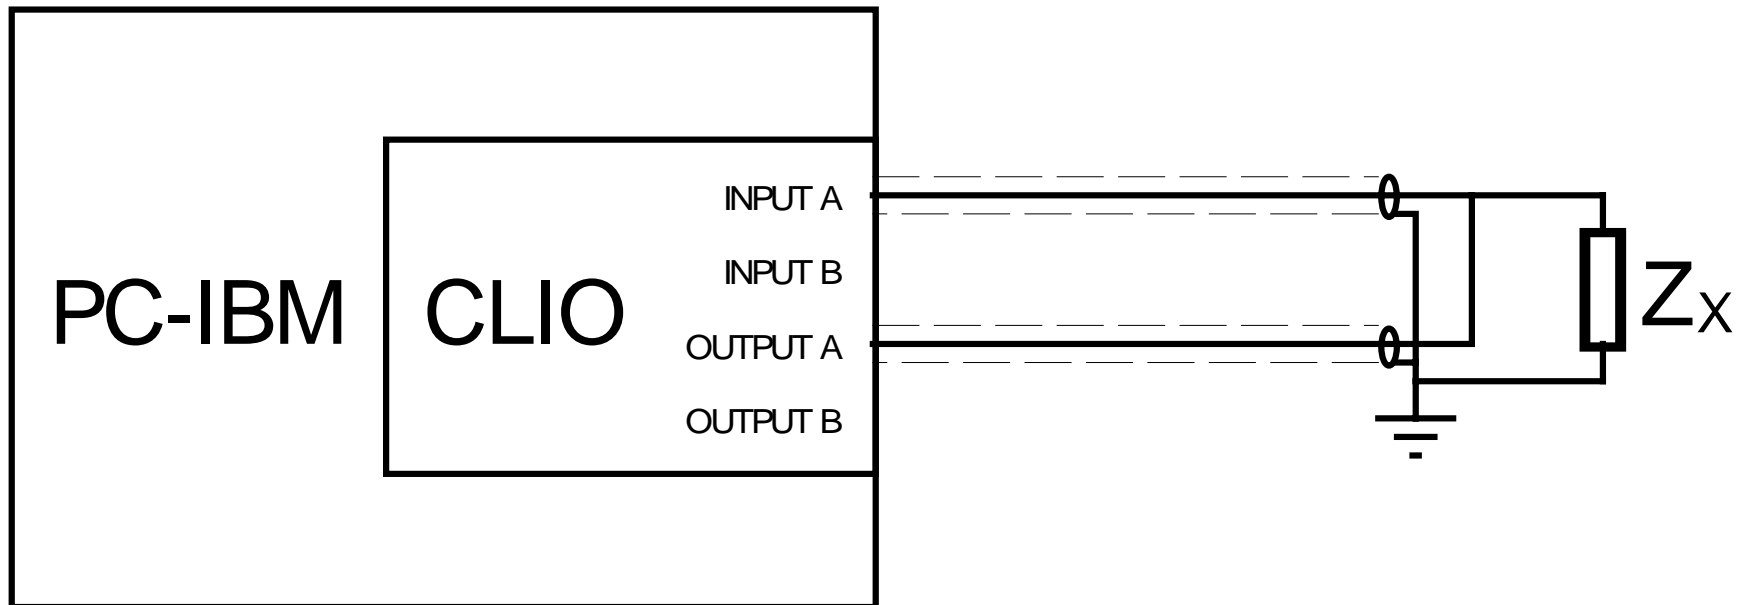 INPUT A
INPUT B
PC-IBM CLIO
OUTPUT A
OUTPUT B
ZX